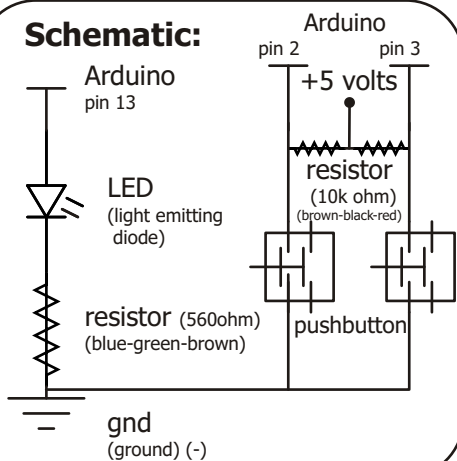 Schematic:
Arduino
pin 13
LED
(light emitting
diode)
resistor (560ohm)
(blue-green-brown)
gnd
(ground) (-)
Arduino
pin 2
pin 3
+5 volts
resistor
(10k ohm)
(brown-black-red)
pushbutton